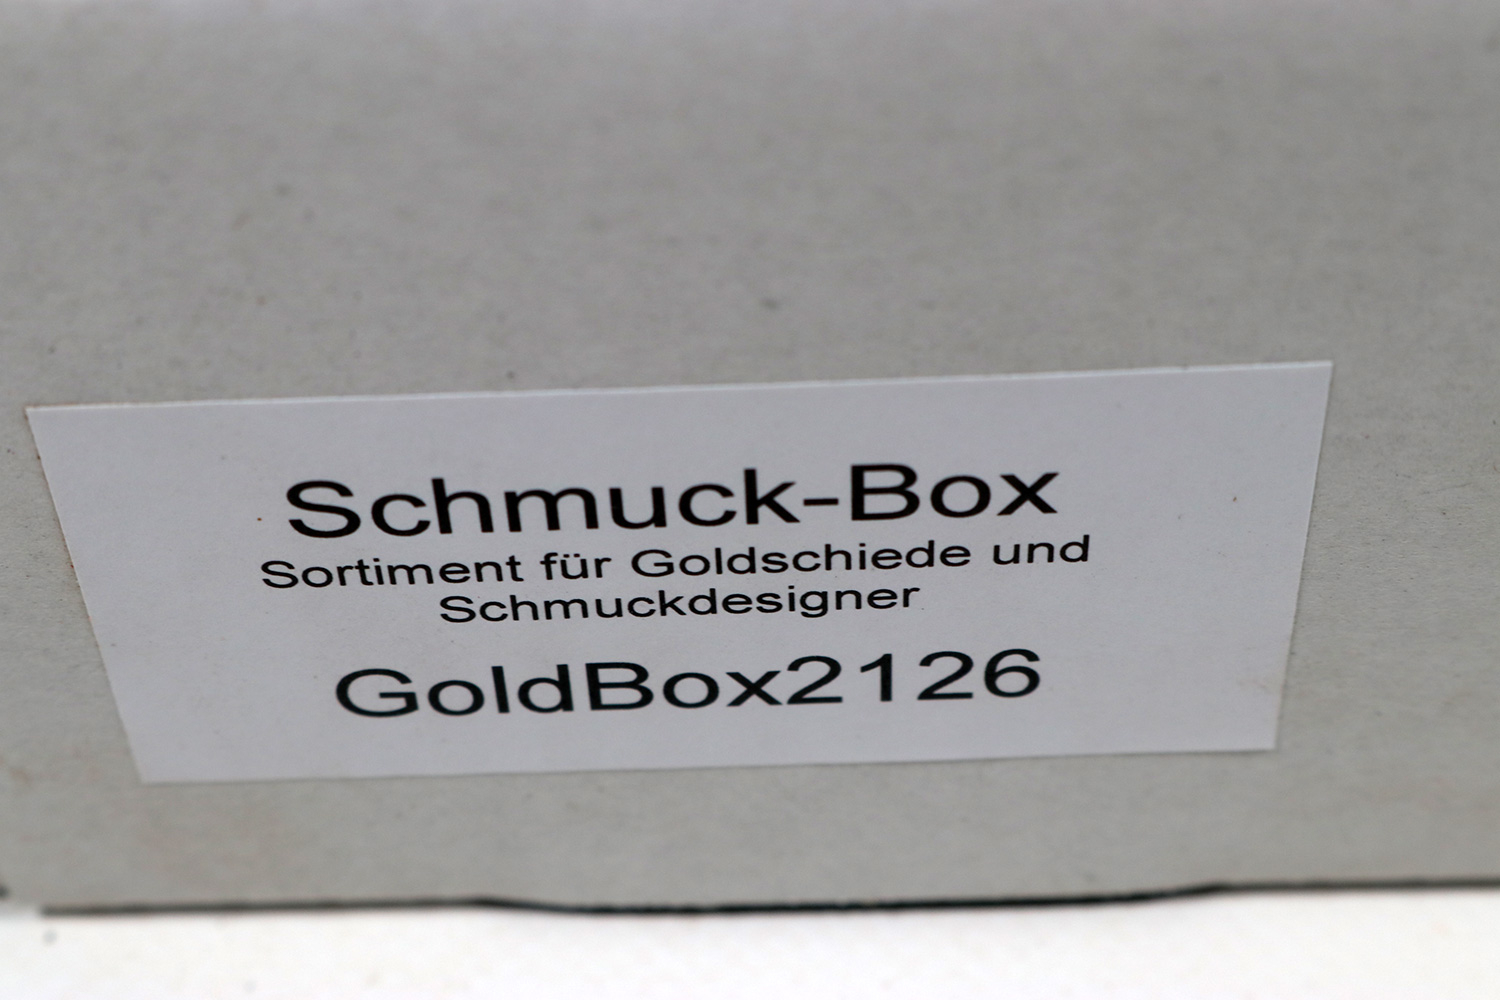 Schmuck-Box
Sortiment für Goldschiede und
Schmuckdesigner
GoldBox2126